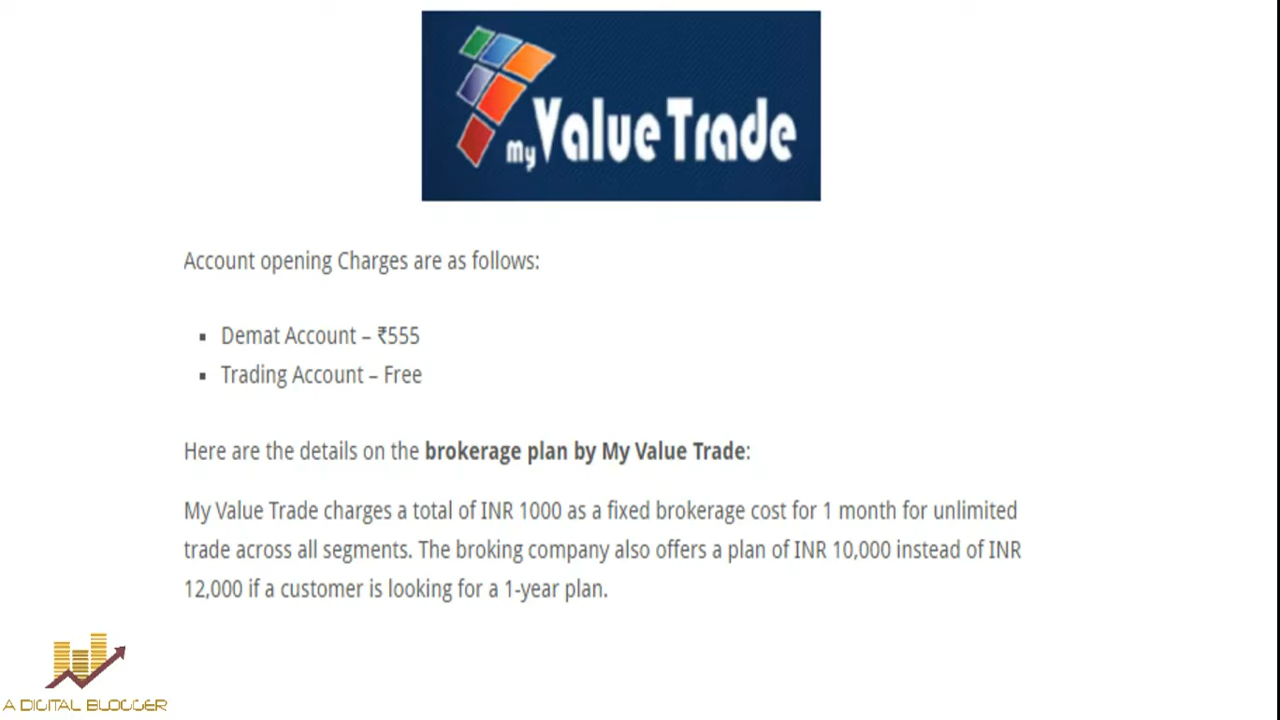 my Value Trade
Account opening Charges are as follows:
▪ Demat Account – ₹555
▪ Trading Account – Free
Here are the details on the brokerage plan by My Value Trade:
My Value Trade charges a total of INR 1000 as a fixed brokerage cost for 1 month for unlimited
trade across all segments. The broking company also offers a plan of INR 10,000 instead of INR
12,000 if a customer is looking for a 1-year plan.
A DIGITAL BLOGGER